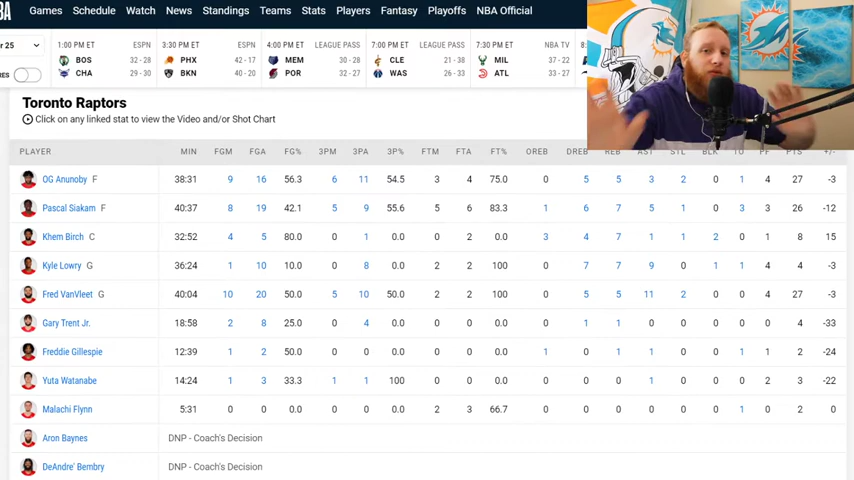 BA Games Schedule Watch News Standings Teams Stats Players Fantasy Playoffs NBA Official
r 25 1:00 PM ET ESPN 3:30 PM ET ESPN 4:00 PM ET LEAGUE PASS 7:00 PM ET LEAGUE PASS 7:30 PM ET NBA TV 8:
BOS 32 - 28 PHX 42 - 17 MEM 30 - 28 CLE 21 - 38 MIL 37 - 22
RES CHA 29 - 30 BKN 40 - 20 POR 32 - 27 WAS 26 - 33 ATL 33 - 27
Toronto Raptors
Click on any linked stat to view the Video and/or Shot Chart
PLAYER MIN FGM FGA FG% 3PM 3PA 3P% FTM FTA FT% OREB DREB REB AST STL BLK TO PF PTS +/-
OG Anunoby F 38:31 9 16 56.3 6 11 54.5 3 4 75.0 0 5 5 3 2 0 1 4 27 -3
Pascal Siakam F 40:37 8 19 42.1 5 9 55.6 5 6 83.3 1 6 7 5 1 0 3 3 26 -12
Khem Birch C 32:52 4 5 80.0 0 1 0.0 0 2 0.0 3 4 7 1 1 2 0 1 8 15
Kyle Lowry G 36:24 1 10 10.0 0 8 0.0 2 2 100 0 7 7 9 0 1 1 4 4 -3
Fred VanVleet G 40:04 10 20 50.0 5 10 50.0 2 2 100 0 5 5 11 2 0 0 4 27 -3
Gary Trent Jr. 18:58 2 8 25.0 0 4 0.0 0 0 0.0 0 1 1 0 0 0 0 0 4 -33
Freddie Gillespie 12:39 1 2 50.0 0 0 0.0 0 0 0.0 1 0 1 1 0 0 1 1 2 -24
Yuta Watanabe 14:24 1 3 33.3 1 1 100 0 0 0.0 0 0 0 1 0 0 0 2 3 -22
Malachi Flynn 5:31 0 0 0.0 0 0 0.0 2 3 66.7 0 0 0 0 0 0 1 0 2 0
Aron Baynes DNP - Coach's Decision
DeAndre' Bembry DNP - Coach's Decision